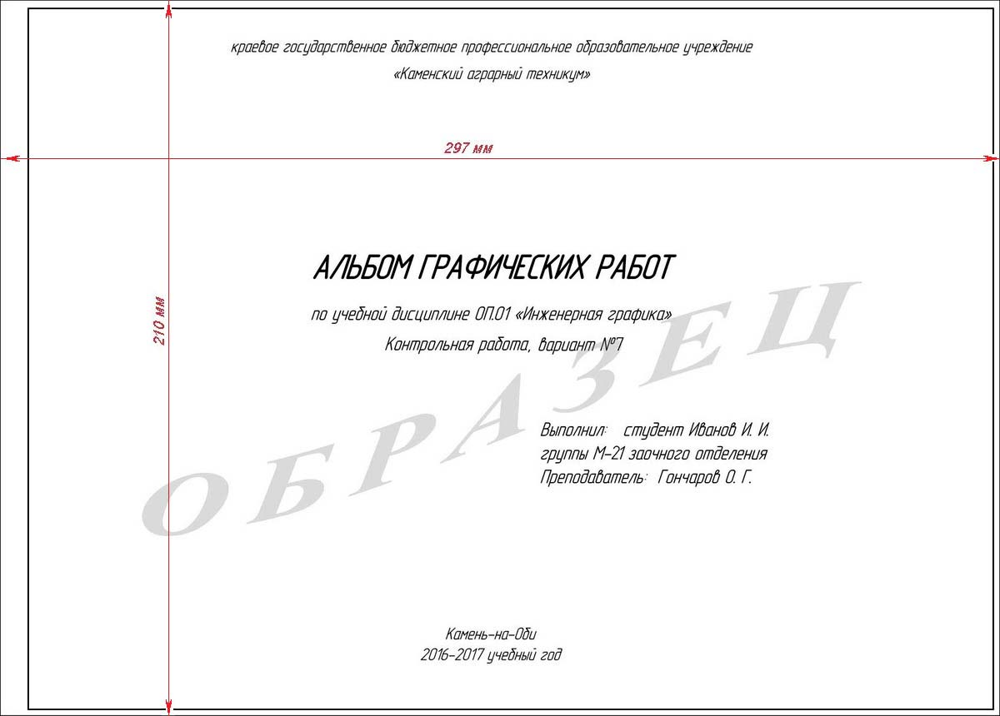 краевое государственное бюджетное профессиональное образовательное учреждение
«Каменский аграрный техникум»
297 мм
АЛЬБОМ ГРАФИЧЕСКИХ РАБОТ
210 мм
по учебной дисциплине ОП.01 «Инженерная графика»
Контрольная работа, вариант №7
ОБРАЗЕЦ
Выполнил: студент Иванов И. И.
группы М-21 заочного отделения
Преподаватель: Гончаров О. Г.
Камень-на-Оби
2016-2017 учебный год